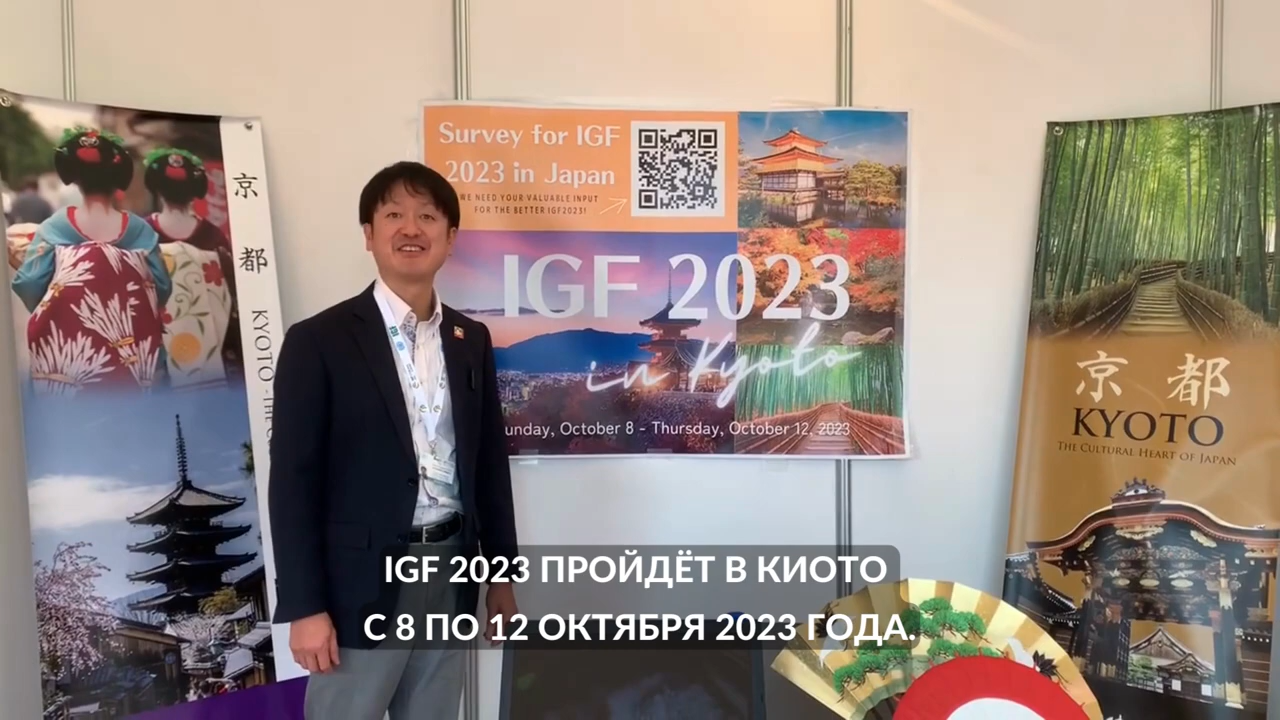 Survey for IGF
2023 in Japan
WE NEED YOUR VALUABLE INPUT
FOR THE BETTER IGF2023!
IGF 2023
in Kyoto
Sunday, October 8 - Thursday, October 12, 2023
京都
KYOTO - THE
京都
KYOTO
THE CULTURAL HEART OF JAPAN
IGF 2023 ПРОЙДЁТ В КИОТО
С 8 ПО 12 ОКТЯБРЯ 2023 ГОДА.